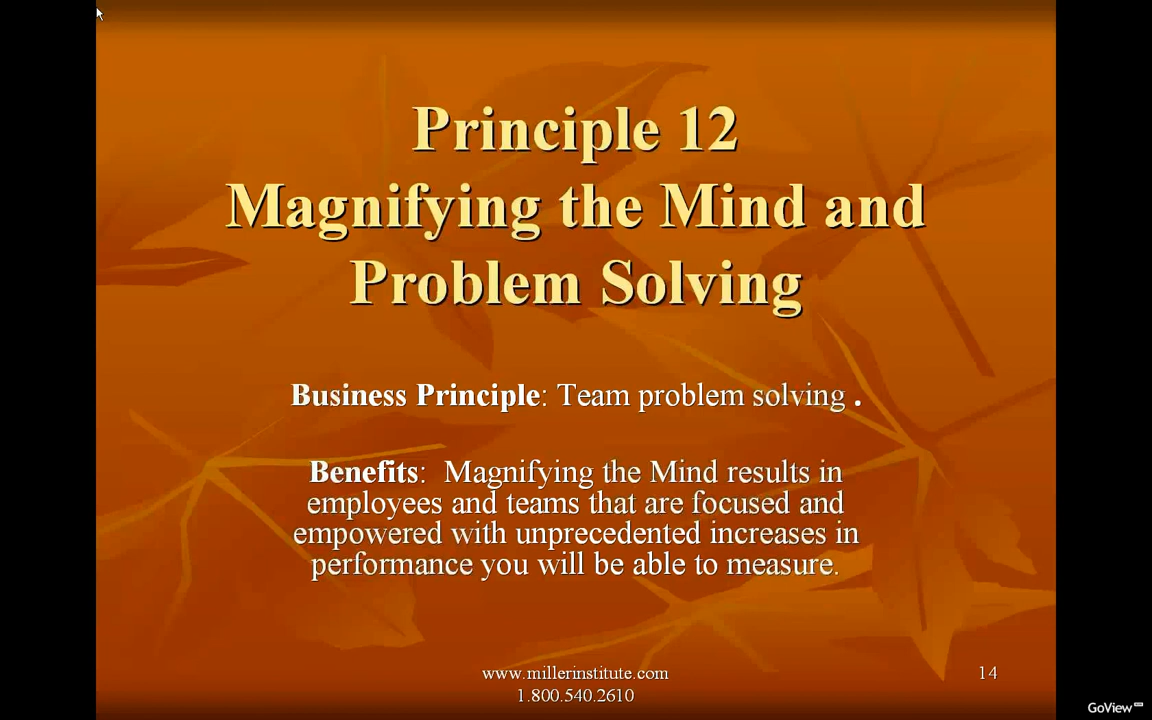 Principle 12
Magnifying the Mind and
Problem Solving
Business Principle: Team problem solving .
Benefits:  Magnifying the Mind results in
employees and teams that are focused and
empowered with unprecedented increases in
performance you will be able to measure.
www.millerinstitute.com
1.800.540.2610
14
GoView